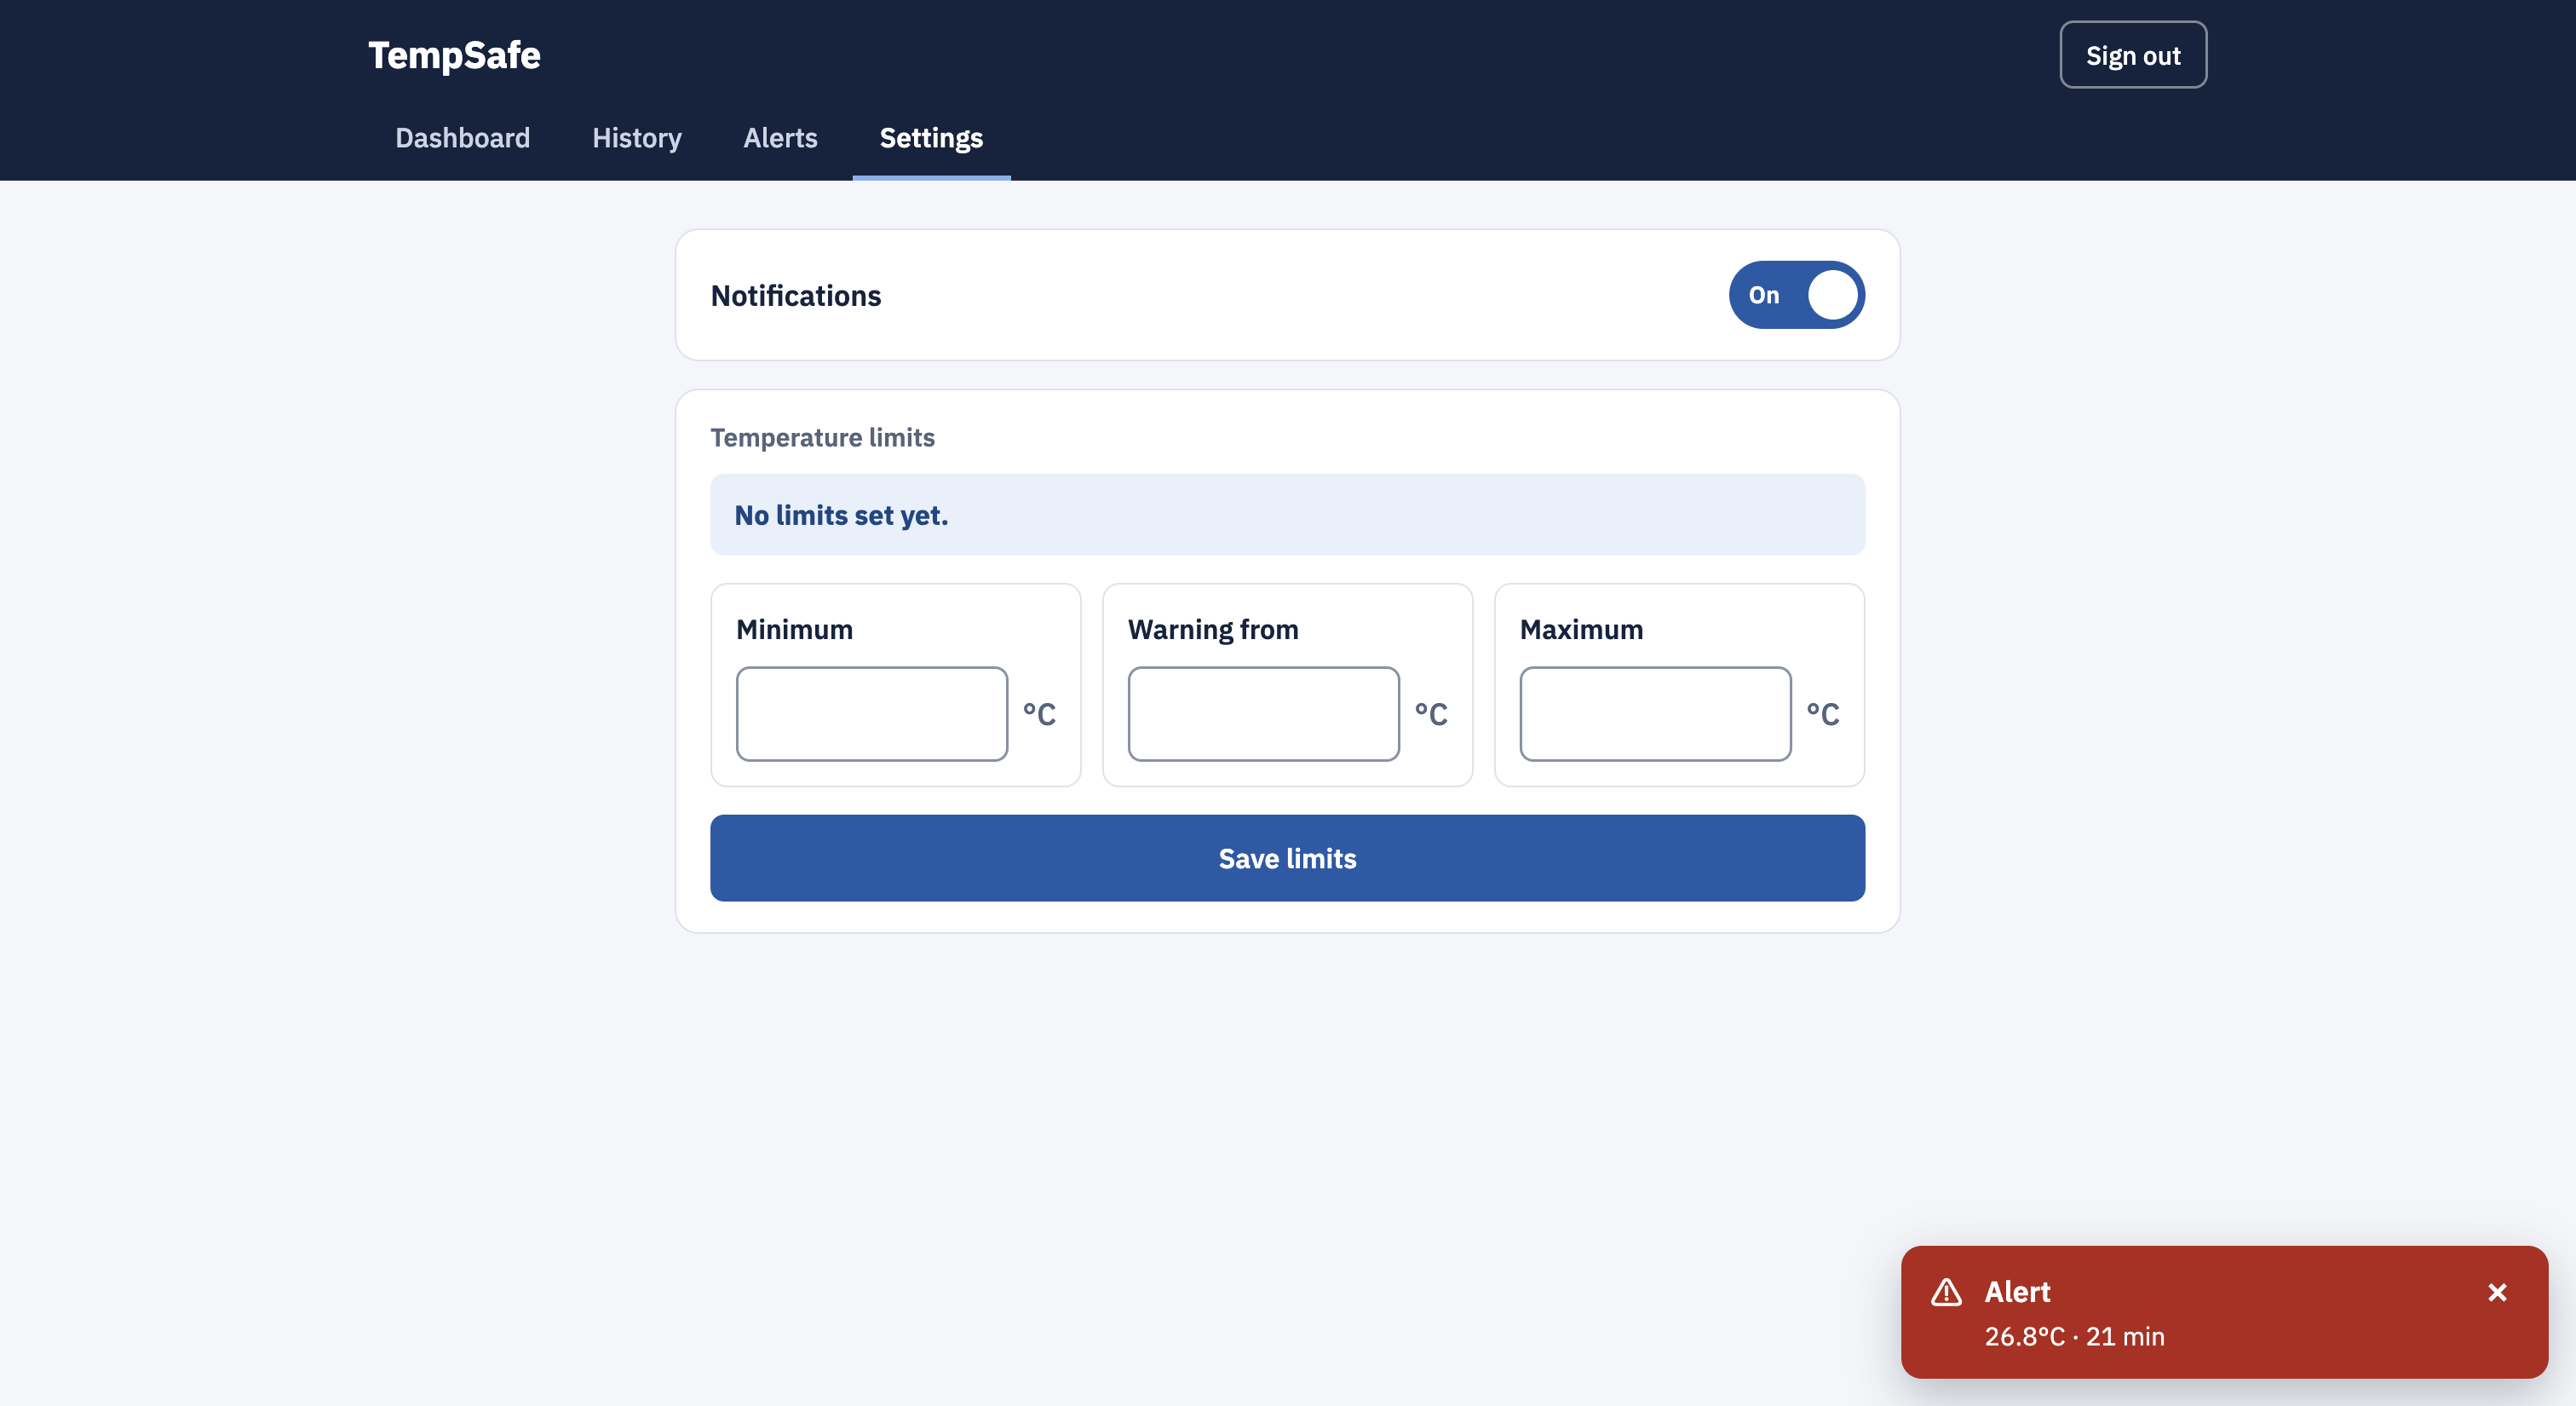 TempSafe
Sign out
Dashboard History Alerts Settings
Notifications
On
Temperature limits
No limits set yet.
Minimum Warning from Maximum
°C °C °C
Save limits
Alert
26.8°C · 21 min